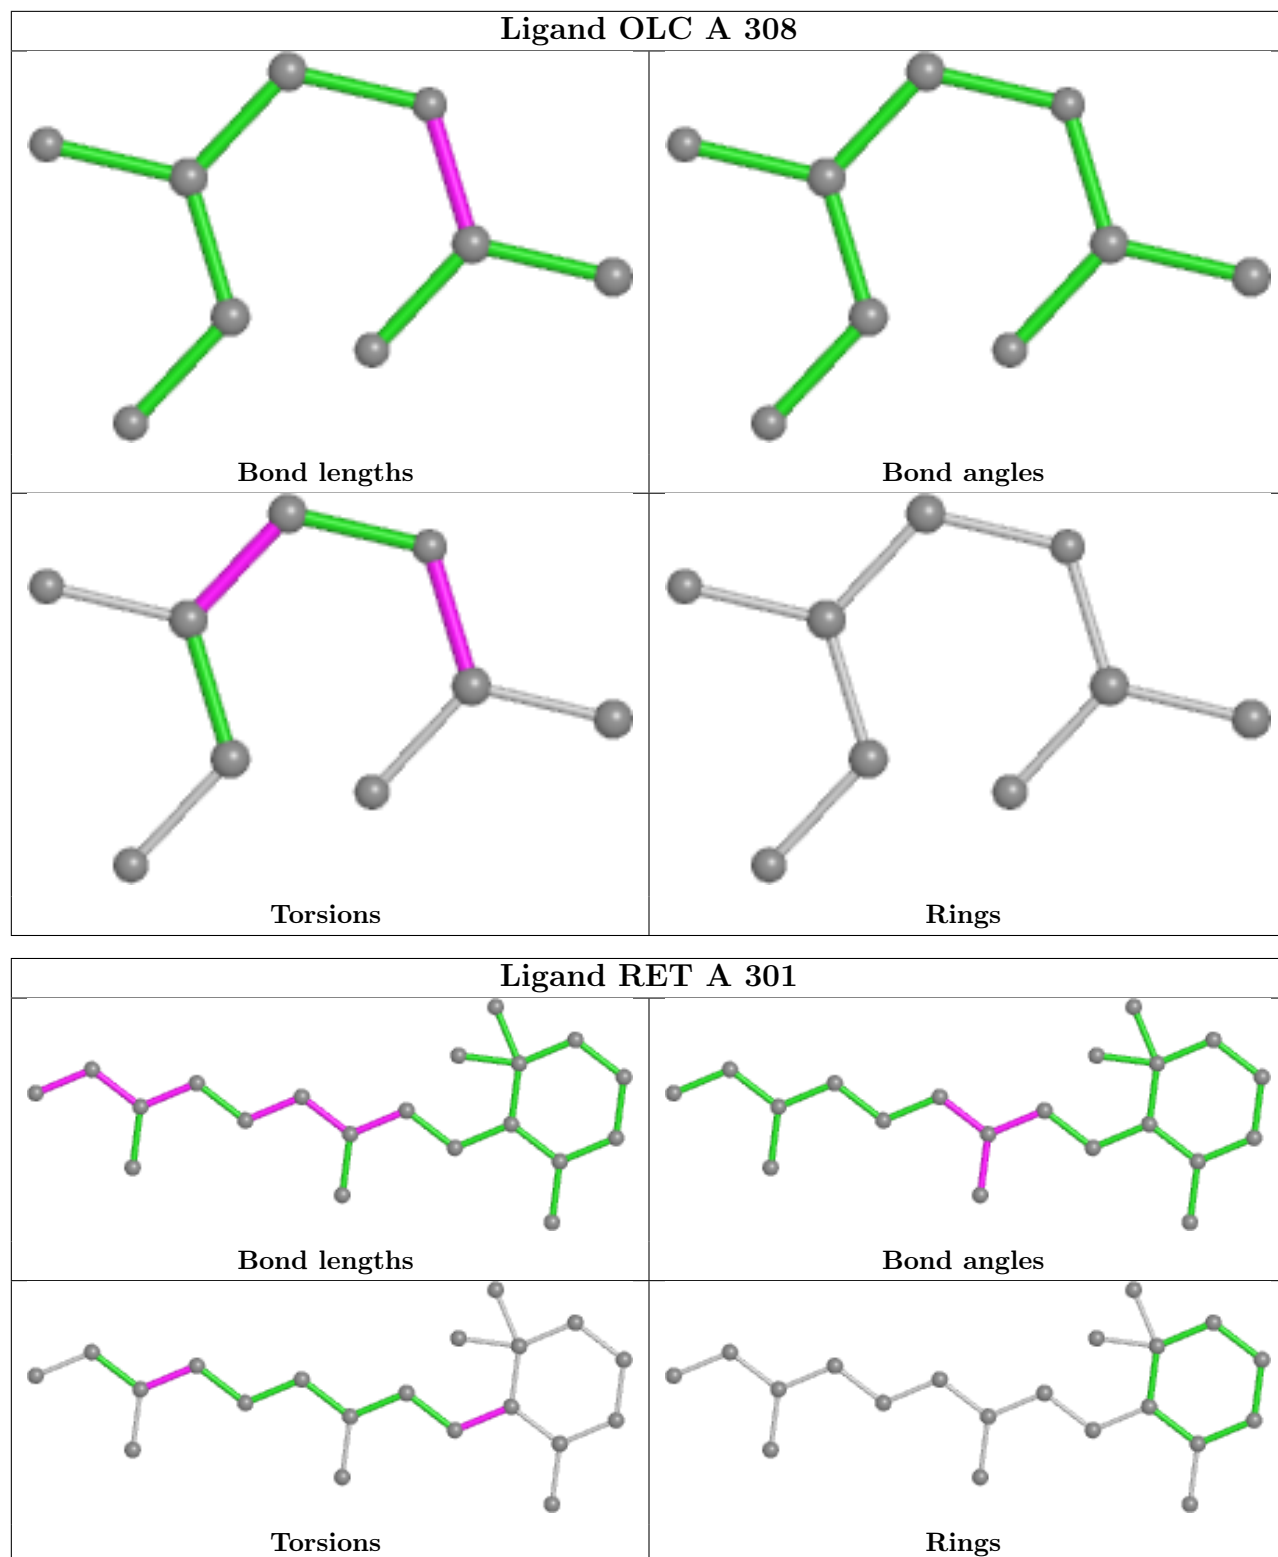 Ligand OLC A 308
Bond lengths
Bond angles
Torsions
Rings
Ligand RET A 301
Bond lengths
Bond angles
Torsions
Rings